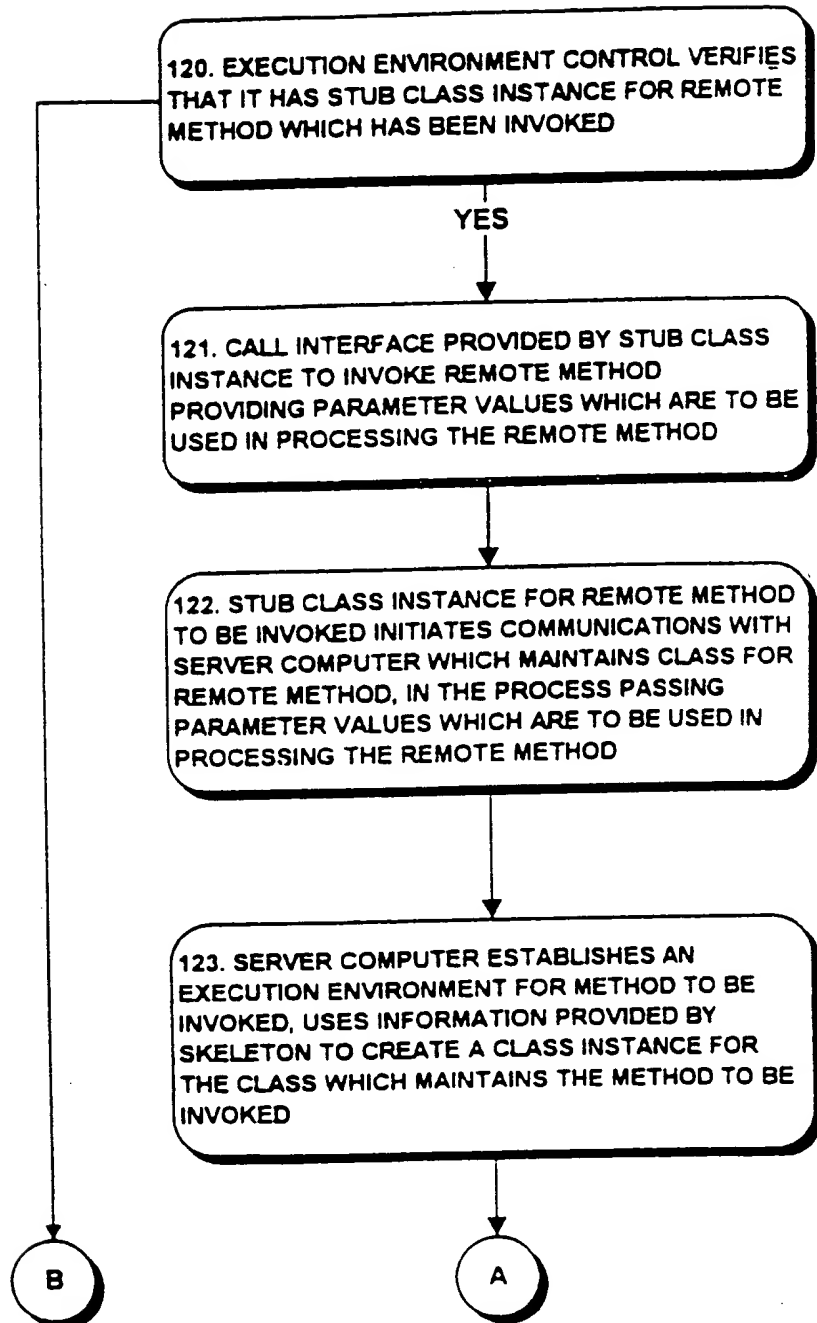 120. EXECUTION ENVIRONMENT CONTROL VERIFIES
THAT IT HAS STUB CLASS INSTANCE FOR REMOTE
METHOD WHICH HAS BEEN INVOKED
YES
121. CALL INTERFACE PROVIDED BY STUB CLASS
INSTANCE TO INVOKE REMOTE METHOD
PROVIDING PARAMETER VALUES WHICH ARE TO BE
USED IN PROCESSING THE REMOTE METHOD
122. STUB CLASS INSTANCE FOR REMOTE METHOD
TO BE INVOKED INITIATES COMMUNICATIONS WITH
SERVER COMPUTER WHICH MAINTAINS CLASS FOR
REMOTE METHOD, IN THE PROCESS PASSING
PARAMETER VALUES WHICH ARE TO BE USED IN
PROCESSING THE REMOTE METHOD
123. SERVER COMPUTER ESTABLISHES AN
EXECUTION ENVIRONMENT FOR METHOD TO BE
INVOKED, USES INFORMATION PROVIDED BY
SKELETON TO CREATE A CLASS INSTANCE FOR
THE CLASS WHICH MAINTAINS THE METHOD TO BE
INVOKED
B
A